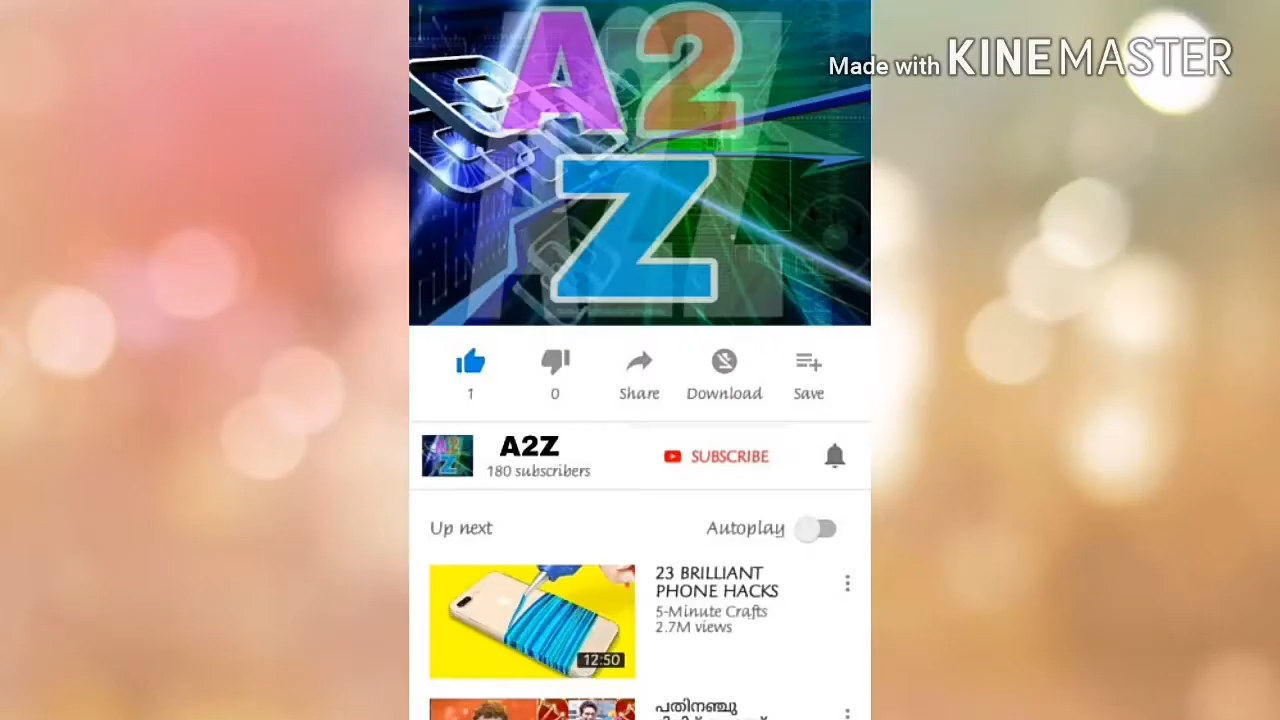 A2
Z
Made with KINEMASTER
1
0
Share
Download
Save
A2Z
180 subscribers
SUBSCRIBE
Up next
Autoplay
23 BRILLIANT
PHONE HACKS
5-Minute Crafts
2.7M views
12:50
പതിനഞ്ചു